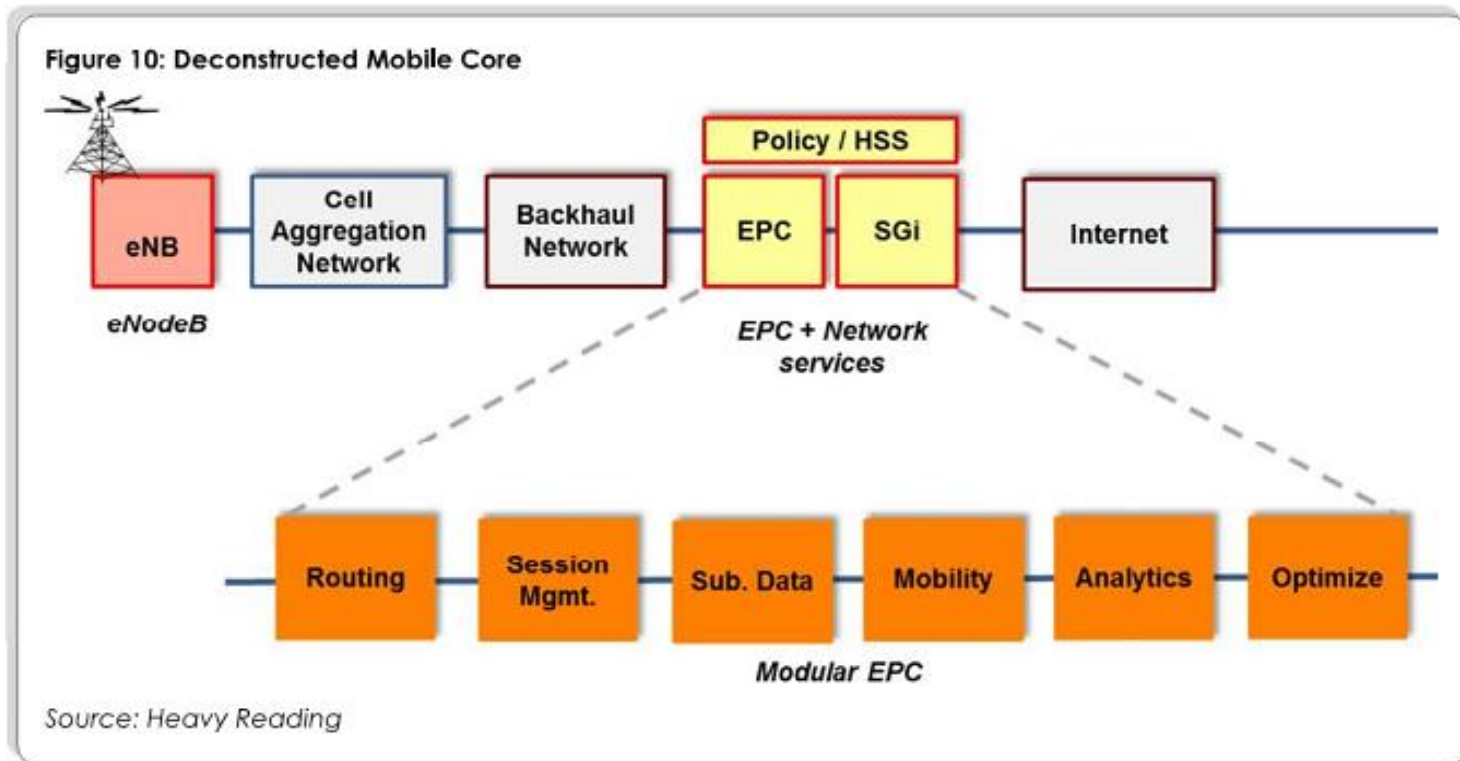 Figure 10: Deconstructed Mobile Core
Policy / HSS
eNB
Cell
Aggregation
Network
Backhaul
Network
EPC
SGi
Internet
eNodeB
EPC + Network
services
Routing
Session
Mgmt.
Sub. Data
Mobility
Analytics
Optimize
Modular EPC
Source: Heavy Reading